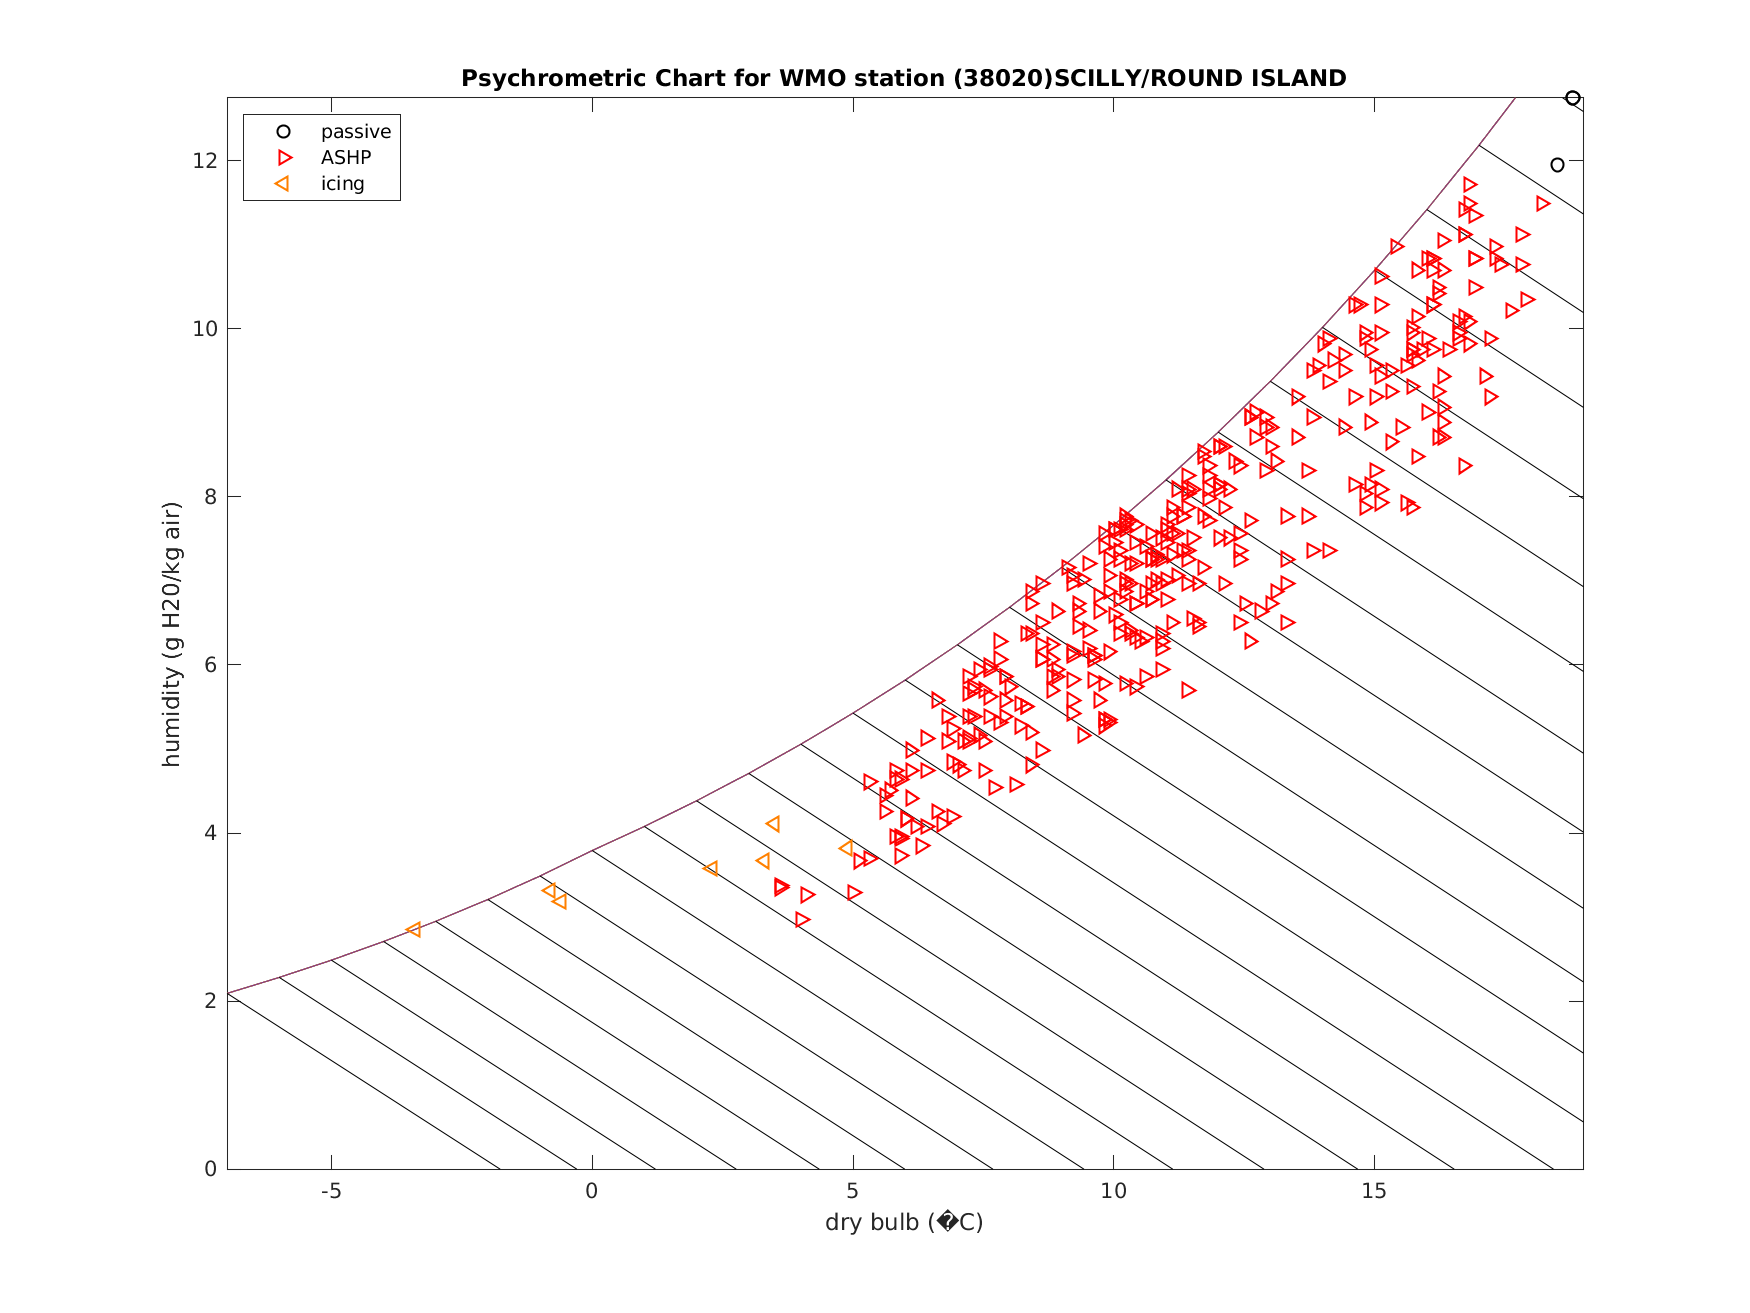 Psychrometric Chart for WMO station (38020)SCILLY/ROUND ISLAND
passive
ASHP
icing
12
10
8
6
4
2
0
humidity (g H20/kg air)
-5
0
5
10
15
dry bulb (�C)